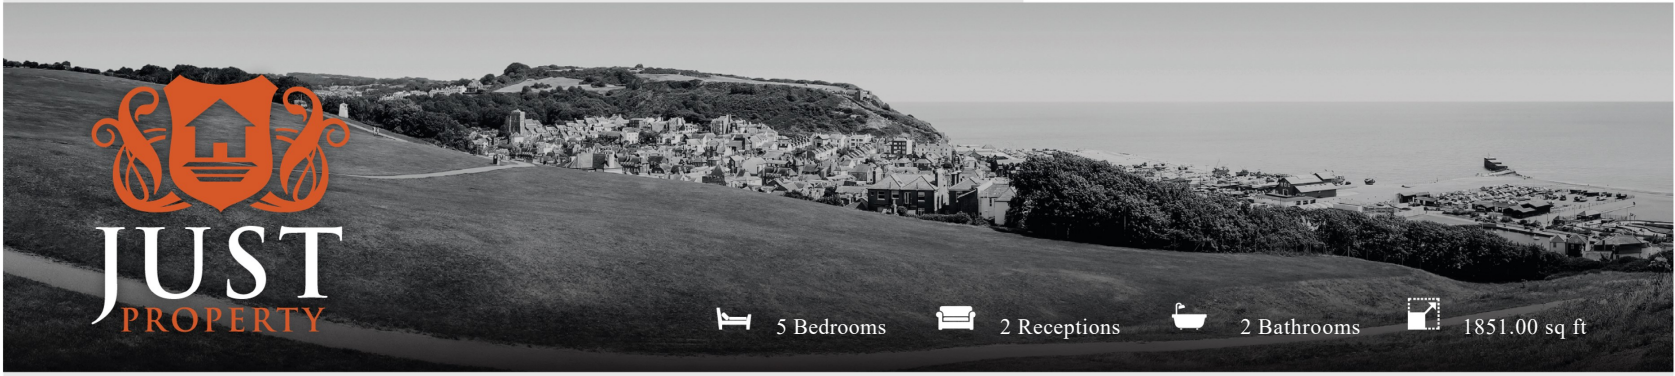 JUST
PROPERTY
5 Bedrooms 2 Receptions 2 Bathrooms 1851.00 sq ft